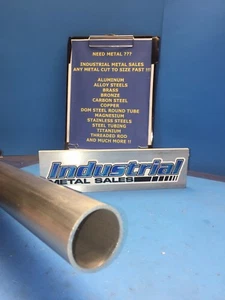 NEED METAL ???
INDUSTRIAL METAL SALES
ANY METAL CUT TO SIZE FAST !!!
ALUMINUM
ALLOY STEELS
BRASS
BRONZE
CARBON STEEL
COPPER
DOM STEEL ROUND TUBE
MAGNESIUM
STAINLESS STEELS
STEEL TUBING
TITANIUM
THREADED ROD
AND MUCH MORE !!
Industrial
METAL SALES